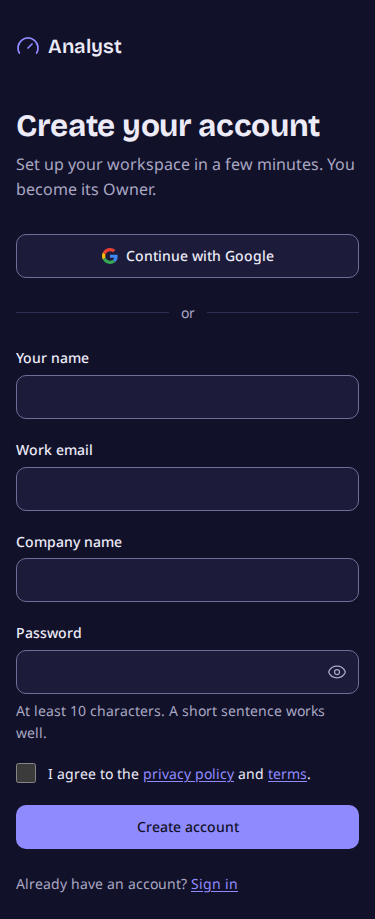 Analyst
Create your account
Set up your workspace in a few minutes. You
become its Owner.
Continue with Google
or
Your name
Work email
Company name
Password
At least 10 characters. A short sentence works
well.
I agree to the privacy policy and terms.
Create account
Already have an account? Sign in